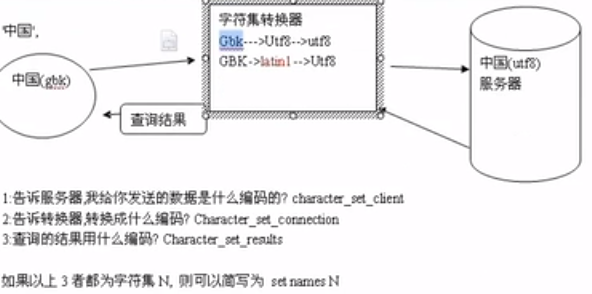 '中国',
中国(gbk)
字符集转换器
Gbk--->Utf8-->utf8
GBK->latin1-->Utf8
查询结果
中国(utf8)
服务器
1:告诉服务器,我给你发送的数据是什么编码的? character_set_client
2:告诉转换器,转换成什么编码? Character_set_connection
3:查询的结果用什么编码? Character_set_results
如果以上 3 者都为字符集 N, 则可以简写为 set names N